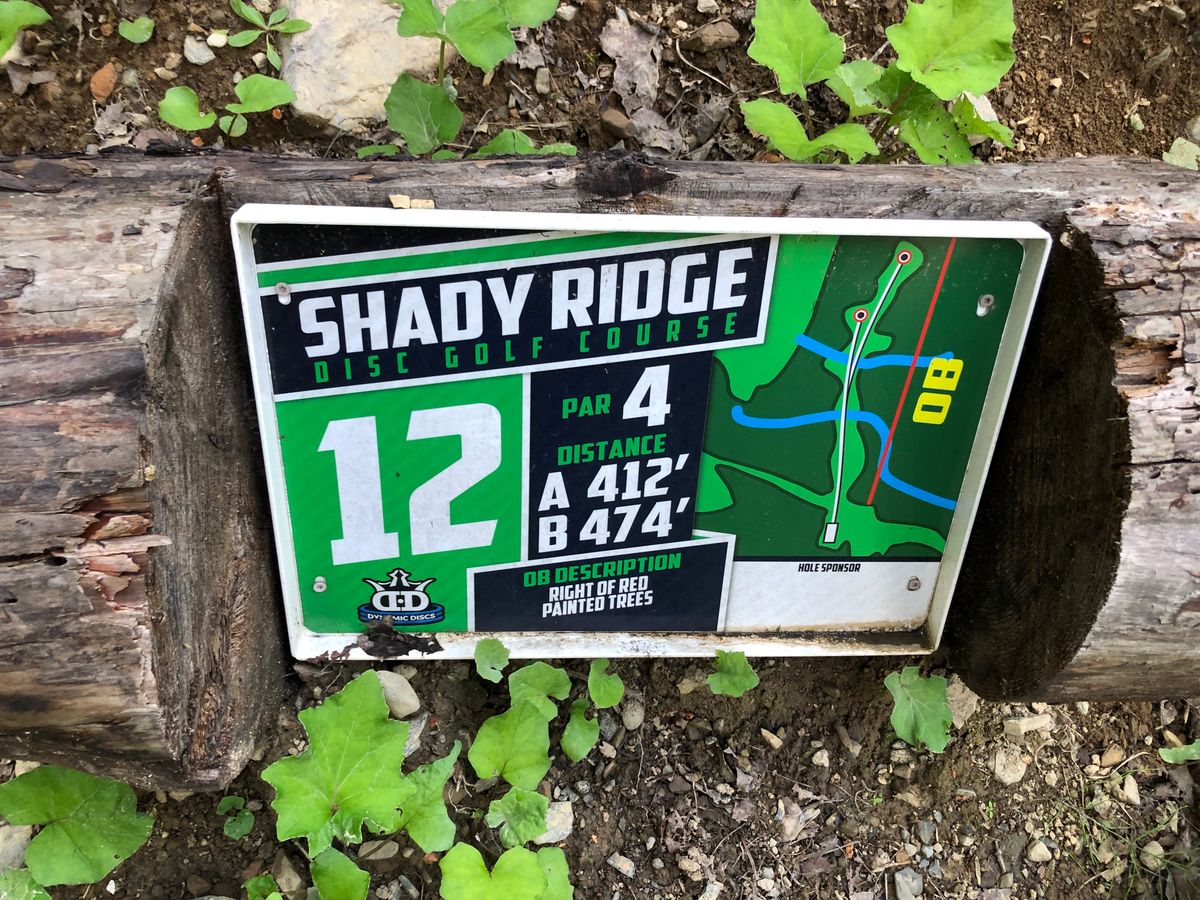 SHADY RIDGE
DISC GOLF COURSE
12
PAR 4
DISTANCE
A 412'
B 474'
OB DESCRIPTION
RIGHT OF RED
PAINTED TREES
DD
DYNAMIC DISCS
OB
HOLE SPONSOR